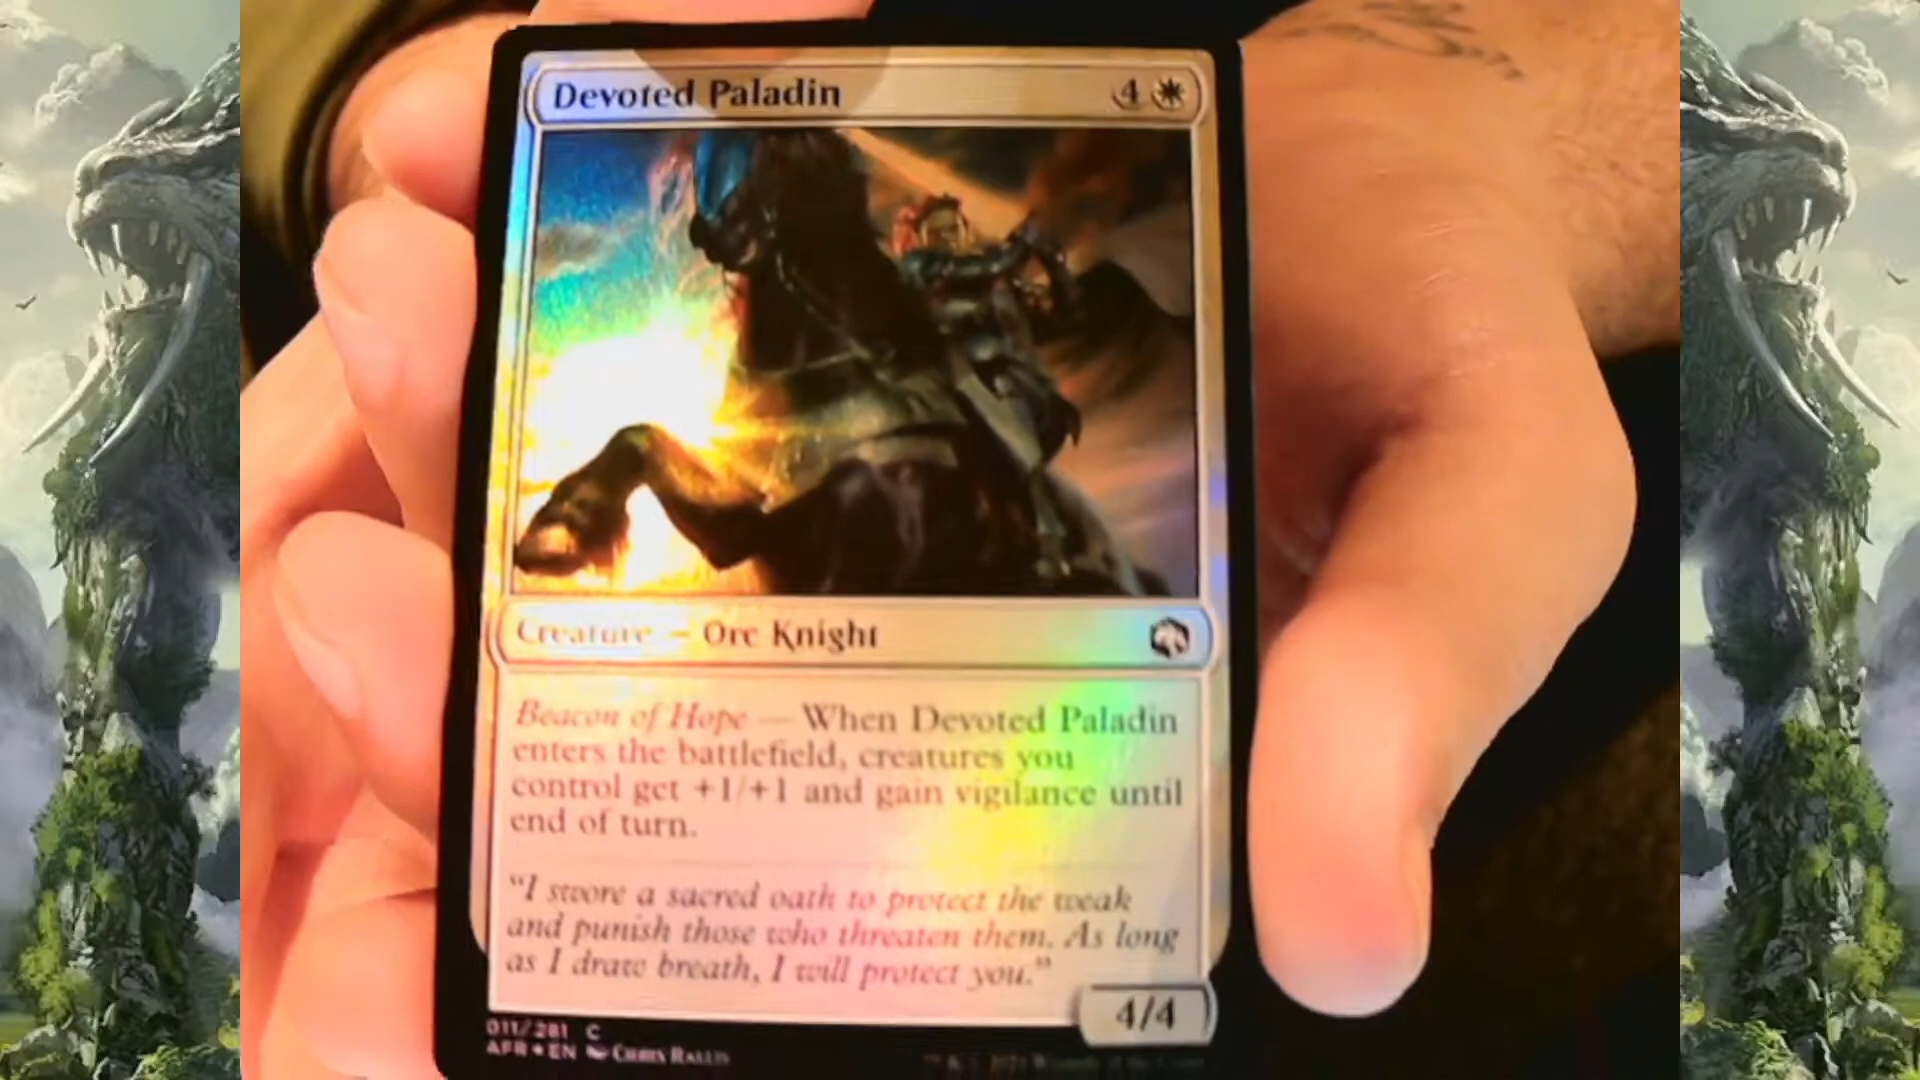 Devoted Paladin 4
Creature – Orc Knight
Beacon of Hope — When Devoted Paladin
enters the battlefield, creatures you
control get +1/+1 and gain vigilance until
end of turn.
"I swore a sacred oath to protect the weak
and punish those who threaten them. As long
as I draw breath, I will protect you."
4/4
011/281 C
AFR • EN Chris Rallis